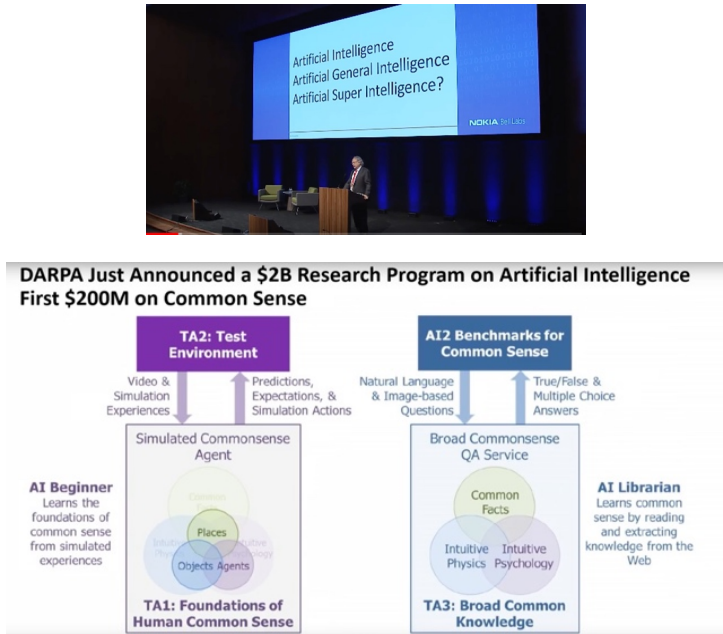 Artificial Intelligence
Artificial General Intelligence
Artificial Super Intelligence?
NOKIA Bell Labs
DARPA Just Announced a $2B Research Program on Artificial Intelligence
First $200M on Common Sense
TA2: Test
Environment
Video &
Simulation
Experiences
Predictions,
Expectations, &
Simulation Actions
Simulated Commonsense
Agent
AI Beginner
Learns the
foundations of
common sense
from simulated
experiences
Common
Places
Objects
Agents
TA1: Foundations of
Human Common Sense
AI2 Benchmarks for
Common Sense
Natural Language
& Image-based
Questions
True/False &
Multiple Choice
Answers
Broad Commonsense
QA Service
Common
Facts
Intuitive
Physics
Intuitive
Psychology
TA3: Broad Common
Knowledge
AI Librarian
Learns common
sense by reading
and extracting
knowledge from the
Web